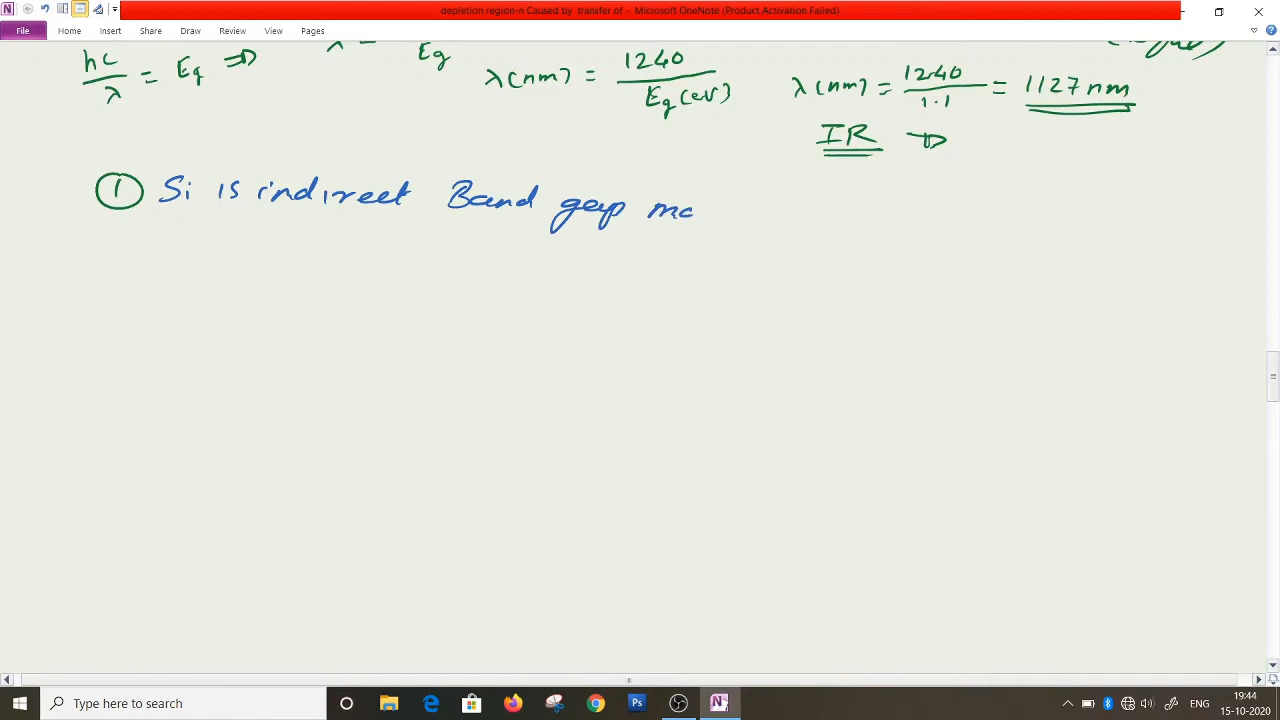 depletion region-n Caused by transfer of - Microsoft OneNote (Product Activation Failed)
File Home Insert Share Draw Review View Pages
hc/λ = Eg ⇒ λ = Eg
λ(nm) = 1240/Eg(eV)
λ(nm) = 1240/1.1 = 1127 nm
IR ⇒
① Si is indirect Band gap ma
Type here to search
ENG
19:44
15-10-2020